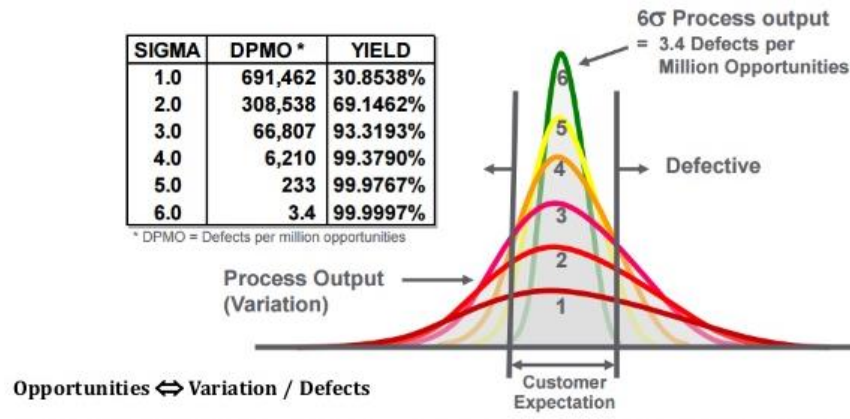 6σ Process output
= 3.4 Defects per
Million Opportunities
SIGMA DPMO * YIELD
1.0 691,462 30.8538%
2.0 308,538 69.1462%
3.0 66,807 93.3193%
4.0 6,210 99.3790%
5.0 233 99.9767%
6.0 3.4 99.9997%
* DPMO = Defects per million opportunities
6
5
4
3
2
1
Defective
Process Output
(Variation)
Customer
Expectation
Opportunities ⇔ Variation / Defects